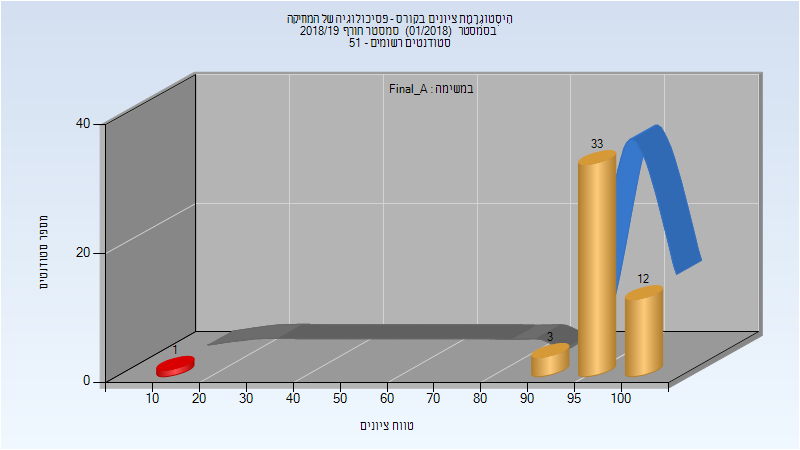 היסטוגרמת ציונים בקורס - פסיכולוגיה של המוזיקה
בסמסטר (01/2018) סמסטר חורף 2018/19
סטודנטים רשומים - 51
במשימה : Final_A
33
12
3
1
40
20
0
מספר סטודנטים
10 20 30 40 50 60 70 80 90 95 100
טווח ציונים